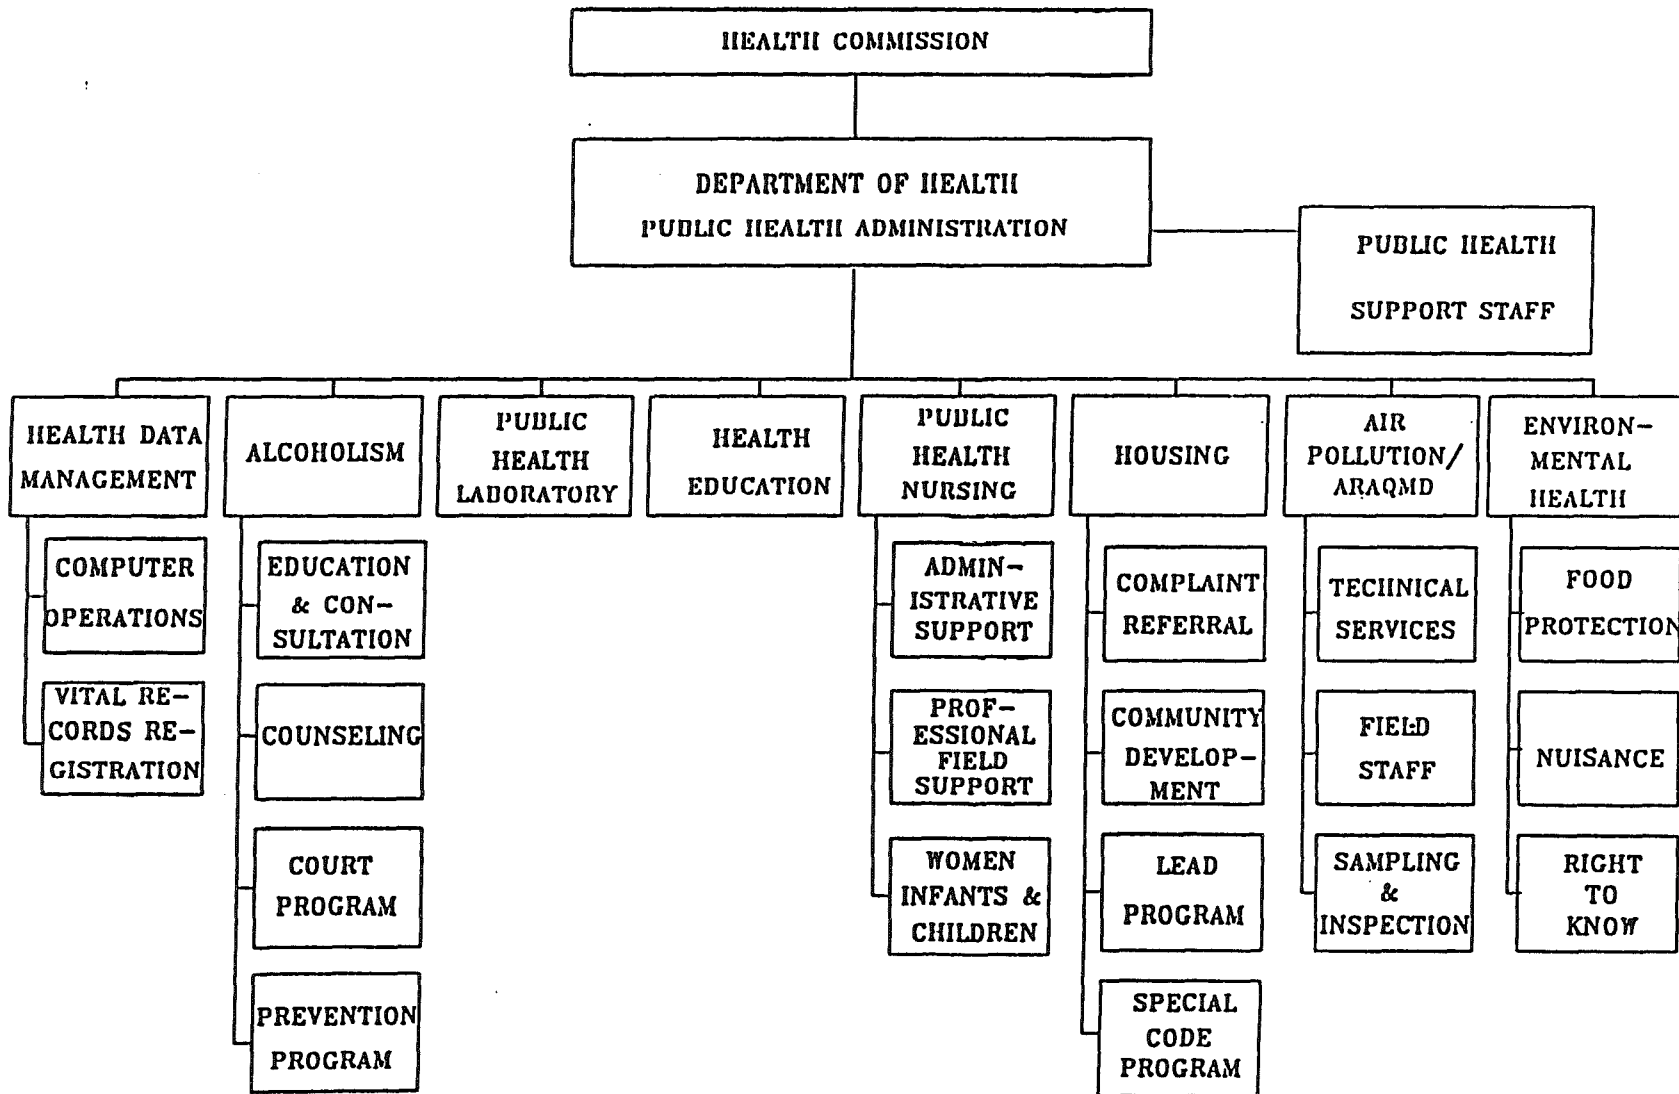 HEALTH COMMISSION
DEPARTMENT OF HEALTH
PUBLIC HEALTH ADMINISTRATION
PUBLIC HEALTH
SUPPORT STAFF
HEALTH DATA
MANAGEMENT
COMPUTER
OPERATIONS
VITAL RE-
CORDS RE-
GISTRATION
ALCOHOLISM
EDUCATION
& CON-
SULTATION
COUNSELING
COURT
PROGRAM
PREVENTION
PROGRAM
PUBLIC
HEALTH
LABORATORY
HEALTH
EDUCATION
PUBLIC
HEALTH
NURSING
ADMIN-
ISTRATIVE
SUPPORT
PROF-
ESSIONAL
FIELD
SUPPORT
WOMEN
INFANTS &
CHILDREN
HOUSING
COMPLAINT
REFERRAL
COMMUNITY
DEVELOP-
MENT
LEAD
PROGRAM
SPECIAL
CODE
PROGRAM
AIR
POLLUTION/
ARAQMD
TECHNICAL
SERVICES
FIELD
STAFF
SAMPLING
&
INSPECTION
ENVIRON-
MENTAL
HEALTH
FOOD
PROTECTION
NUISANCE
RIGHT
TO
KNOW